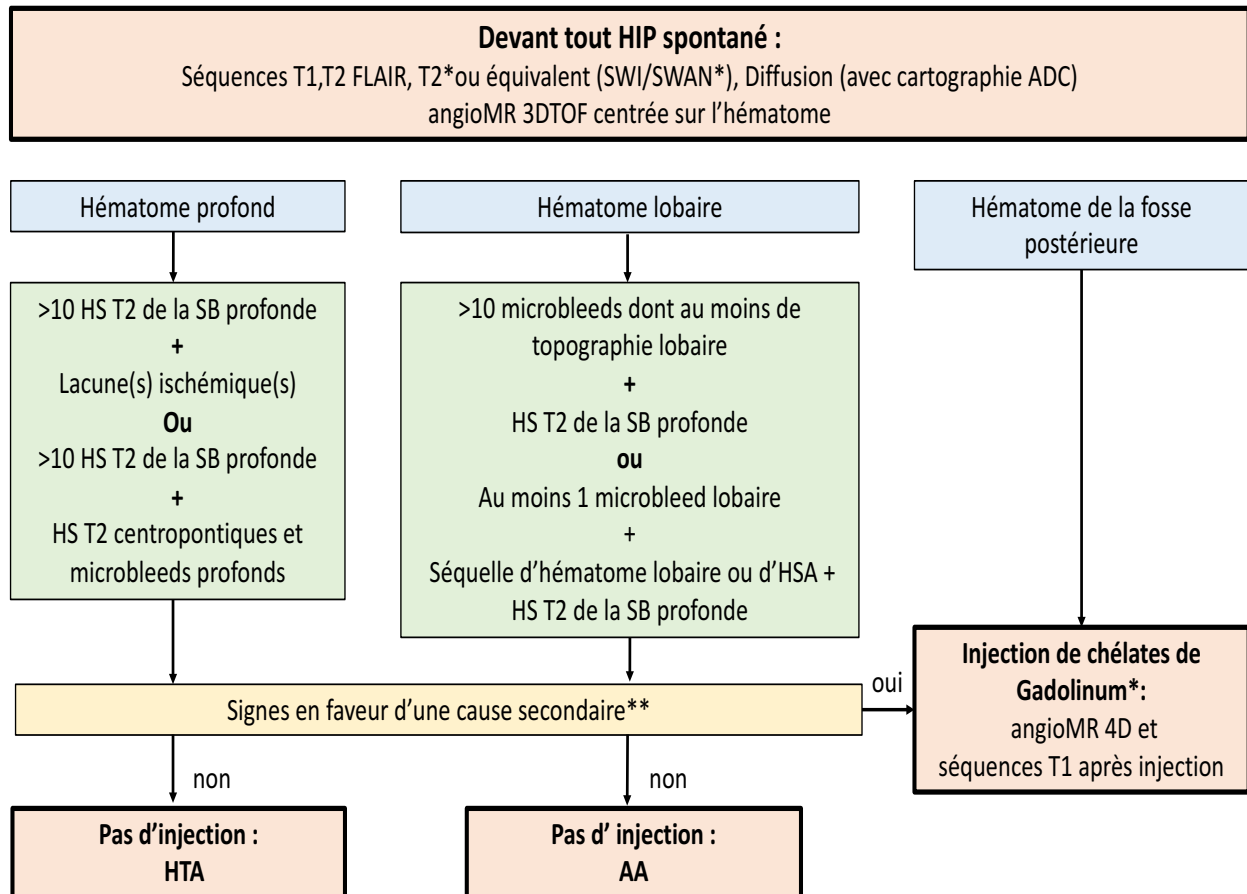 Devant tout HIP spontané :
Séquences T1,T2 FLAIR, T2*ou équivalent (SWI/SWAN*), Diffusion (avec cartographie ADC)
angioMR 3DTOF centrée sur l'hématome
Hématome profond
>10 HS T2 de la SB profonde
+
Lacune(s) ischémique(s)
Ou
>10 HS T2 de la SB profonde
+
HS T2 centropontiques et
microbleeds profonds
Hématome lobaire
>10 microbleeds dont au moins de
topographie lobaire
+
HS T2 de la SB profonde
ou
Au moins 1 microbleed lobaire
+
Séquelle d'hématome lobaire ou d'HSA +
HS T2 de la SB profonde
Hématome de la fosse
postérieure
Signes en faveur d'une cause secondaire**
oui
Injection de chélates de
Gadolinum*:
angioMR 4D et
séquences T1 après injection
non
non
Pas d'injection :
HTA
Pas d' injection :
AA